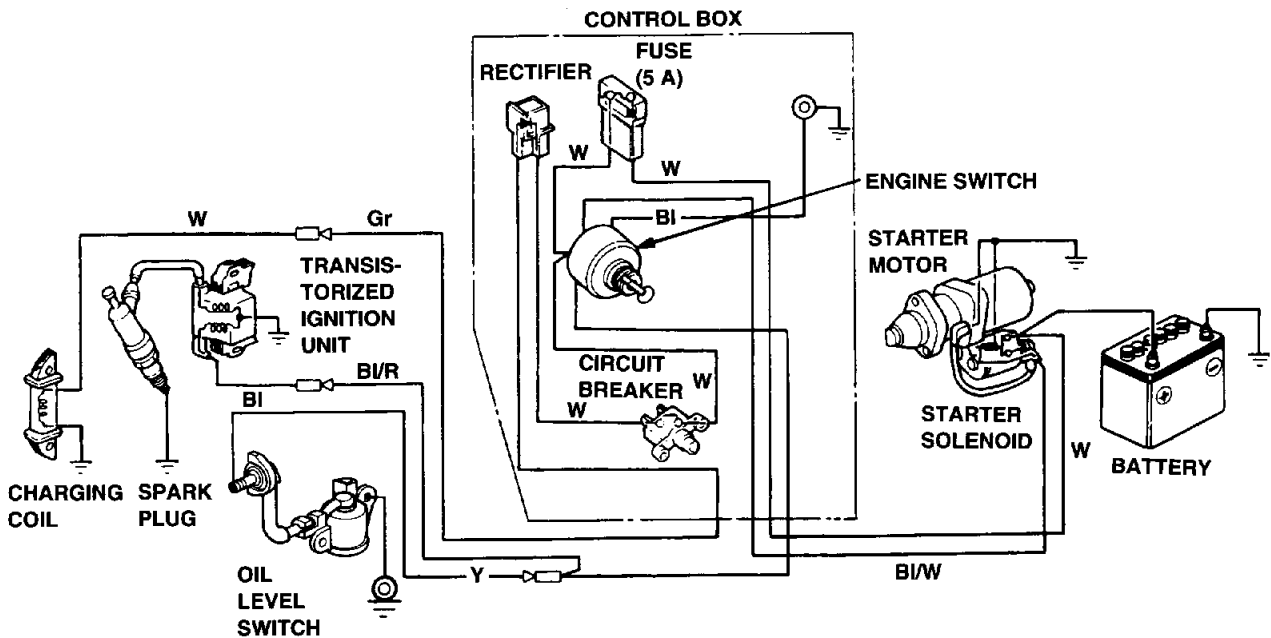 CONTROL BOX
FUSE
(5 A)
RECTIFIER
W
W
ENGINE SWITCH
Bl
W
Gr
STARTER
MOTOR
TRANSIS-
TORIZED
IGNITION
UNIT
CIRCUIT
BREAKER
W
Bl/R
Bl
W
STARTER
SOLENOID
W
BATTERY
CHARGING
COIL
SPARK
PLUG
OIL
LEVEL
SWITCH
Y
Bl/W